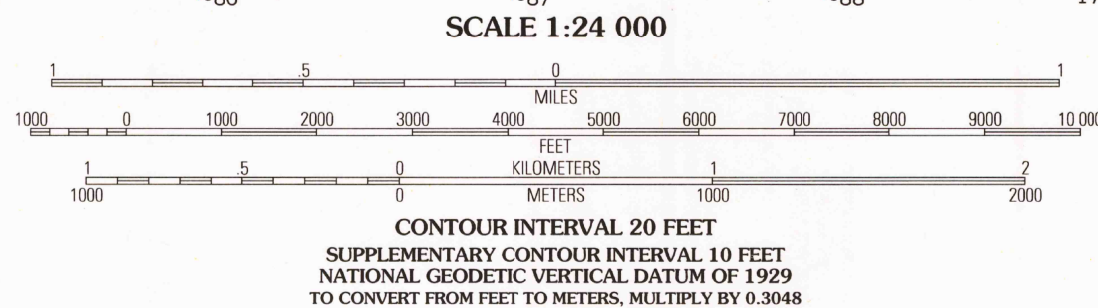 SCALE 1:24 000
1 .5 0 1
MILES
1000 0 1000 2000 3000 4000 5000 6000 7000 8000 9000 10 000
FEET
1 .5 0 KILOMETERS 1 2
1000 METERS 1000 2000
CONTOUR INTERVAL 20 FEET
SUPPLEMENTARY CONTOUR INTERVAL 10 FEET
NATIONAL GEODETIC VERTICAL DATUM OF 1929
TO CONVERT FROM FEET TO METERS, MULTIPLY BY 0.3048